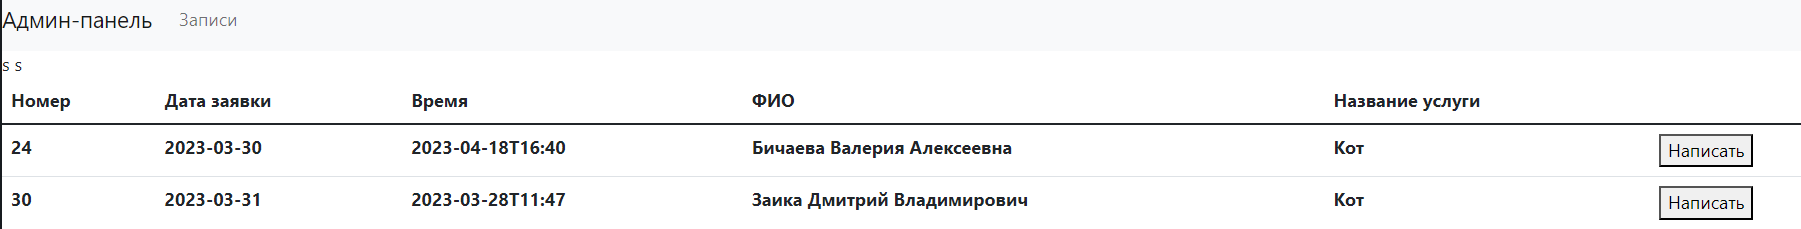 Админ-панель Записи
s s
Номер Дата заявки Время ФИО Название услуги
24 2023-03-30 2023-04-18T16:40 Бичаева Валерия Алексеевна Кот Написать
30 2023-03-31 2023-03-28T11:47 Заика Дмитрий Владимирович Кот Написать